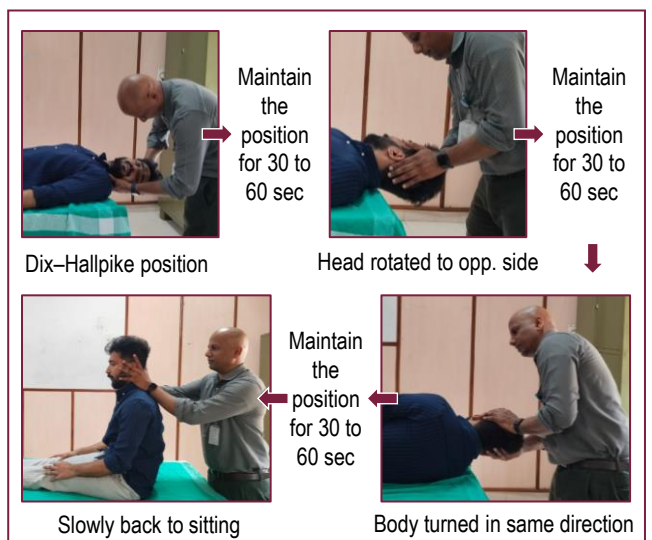 Maintain
the
position
for 30 to
60 sec
Maintain
the
position
for 30 to
60 sec
Dix–Hallpike position
Head rotated to opp. side
Maintain
the
position
for 30 to
60 sec
Slowly back to sitting
Body turned in same direction